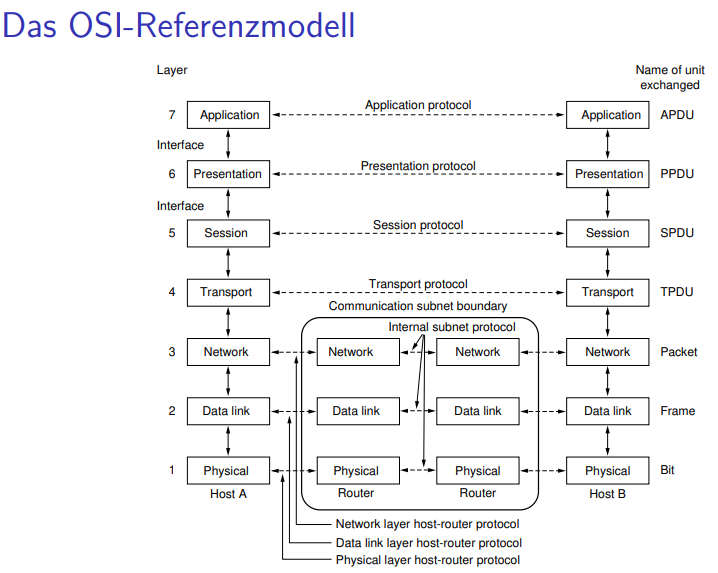 Das OSI-Referenzmodell
Layer
Name of unit
exchanged
Application protocol
7 Application Application APDU
Interface
Presentation protocol
6 Presentation Presentation PPDU
Interface
Session protocol
5 Session Session SPDU
Transport protocol
4 Transport Transport TPDU
Communication subnet boundary
Internal subnet protocol
3 Network Network Network Network Packet
2 Data link Data link Data link Data link Frame
1 Physical Physical Physical Physical Bit
Host A Router Router Host B
Network layer host-router protocol
Data link layer host-router protocol
Physical layer host-router protocol